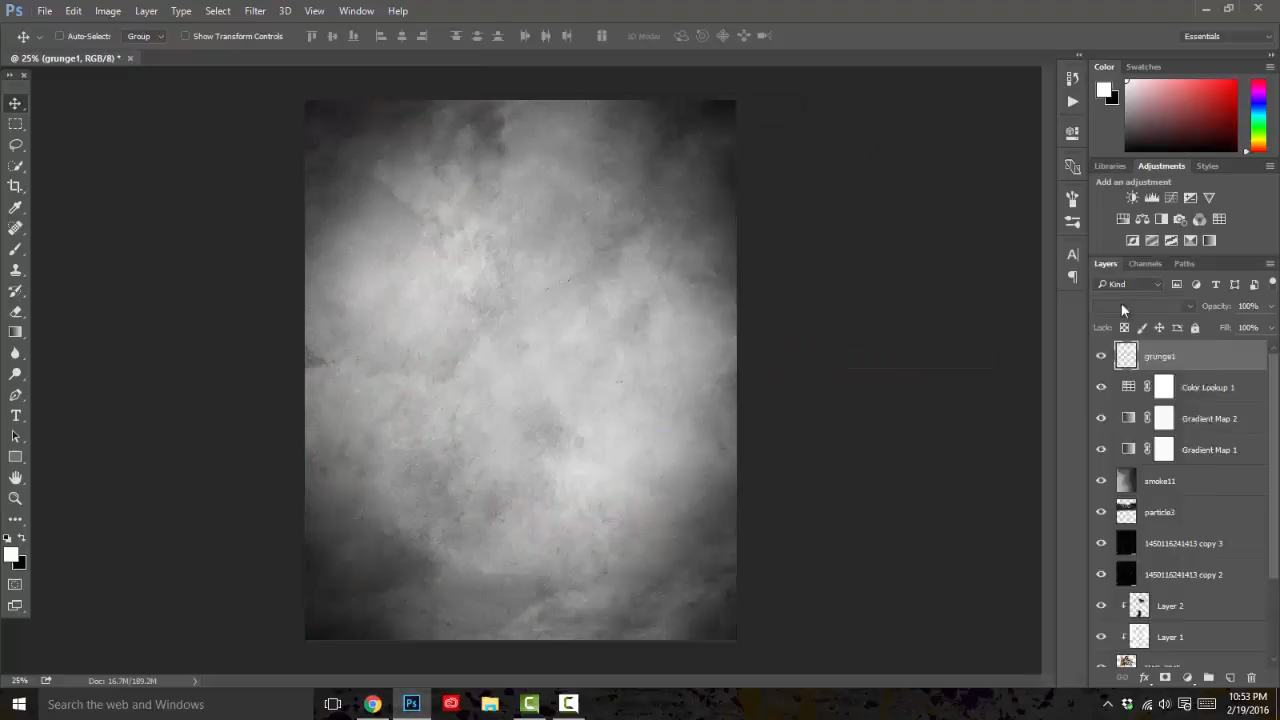 Ps File Edit Image Layer Type Select Filter 3D View Window Help
Auto-Select: Group Show Transform Controls 3D Model Essentials
@ 25% (grunge1, RGB/8) *
Color Swatches
Libraries Adjustments Styles
Add an adjustment
Layers Channels Paths
Kind
Opacity: 100%
Lock: Fill: 100%
grunge1
Color Lookup 1
Gradient Map 2
Gradient Map 1
smoke11
particle3
1450116241413 copy 3
1450116241413 copy 2
Layer 2
Layer 1
25% Doc: 16.7M/189.2M
Search the web and Windows
10:53 PM
2/19/2016